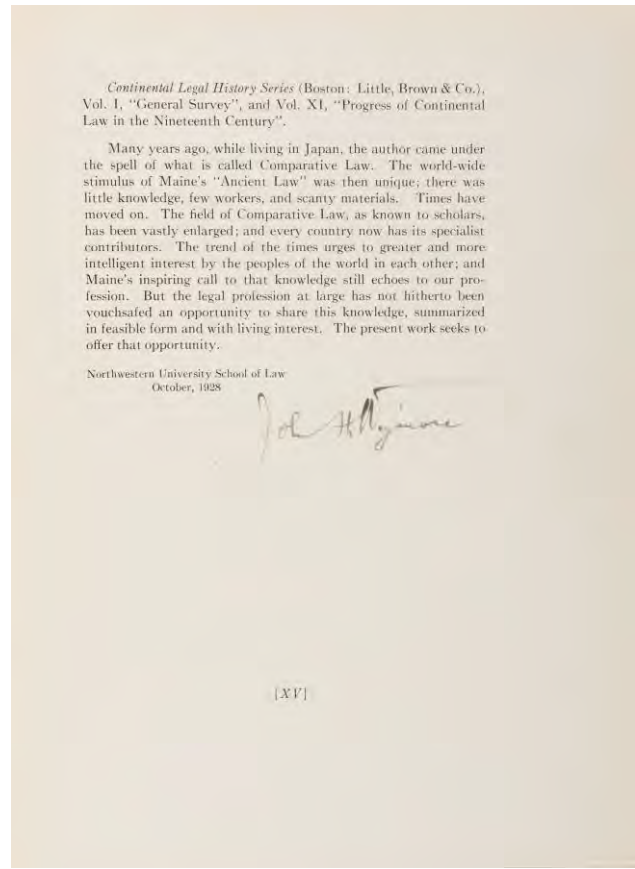 Continental Legal History Series (Boston: Little, Brown & Co.),
Vol. I, "General Survey", and Vol. XI, "Progress of Continental
Law in the Nineteenth Century".
Many years ago, while living in Japan, the author came under
the spell of what is called Comparative Law. The world-wide
stimulus of Maine's "Ancient Law" was then unique; there was
little knowledge, few workers, and scanty materials. Times have
moved on. The field of Comparative Law, as known to scholars,
has been vastly enlarged; and every country now has its specialist
contributors. The trend of the times urges to greater and more
intelligent interest by the peoples of the world in each other; and
Maine's inspiring call to that knowledge still echoes to our pro-
fession. But the legal profession at large has not hitherto been
vouchsafed an opportunity to share this knowledge, summarized
in feasible form and with living interest. The present work seeks to
offer that opportunity.
Northwestern University School of Law
October, 1928
John H Wigmore
[XV]